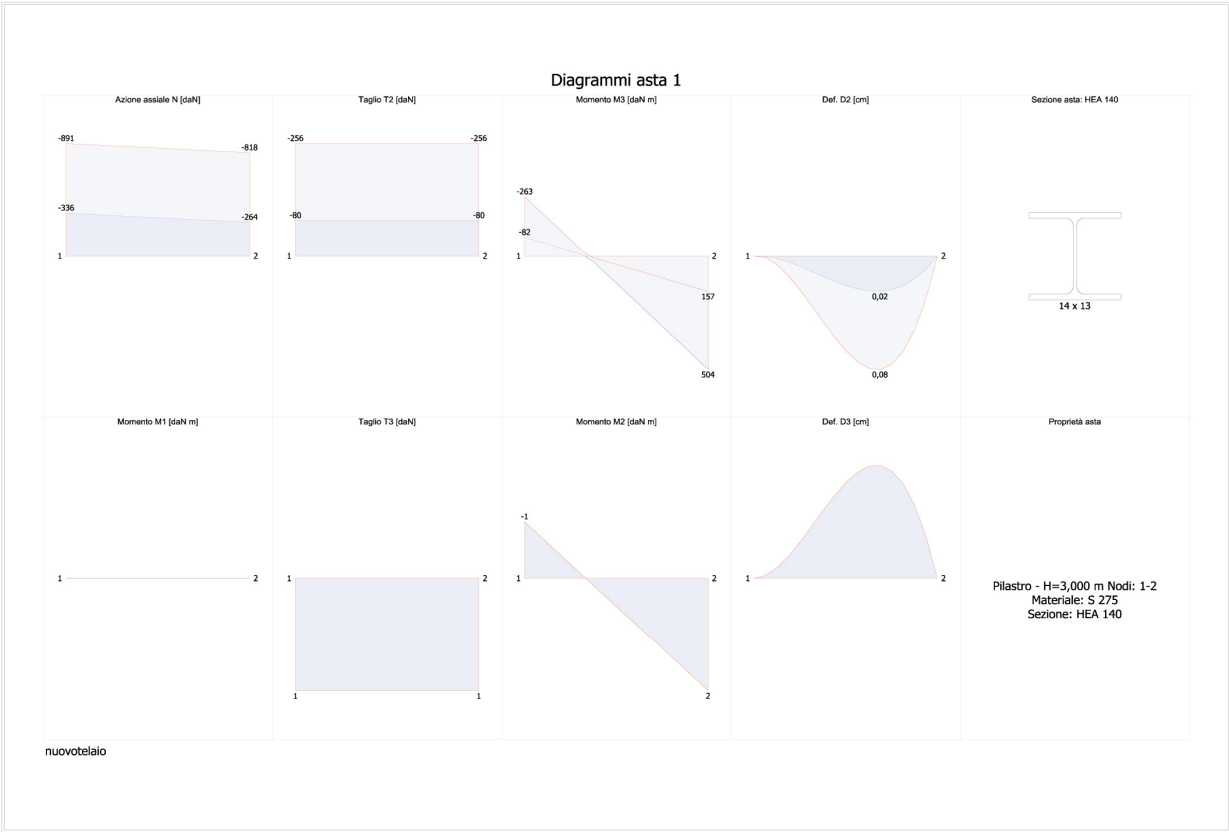 Diagrammi asta 1
Azione assiale N [daN]
-891
-818
-336
-264
1
2
Taglio T2 [daN]
-256
-256
-80
-80
1
2
Momento M3 [daN m]
-263
-82
1
2
157
504
Def. D2 [cm]
1
2
0,02
0,08
Sezione asta: HEA 140
14 x 13
Momento M1 [daN m]
1
2
Taglio T3 [daN]
1
2
1
1
Momento M2 [daN m]
-1
1
2
2
Def. D3 [cm]
1
2
Proprietà asta
Pilastro - H=3,000 m Nodi: 1-2
Materiale: S 275
Sezione: HEA 140
nuovotelaio